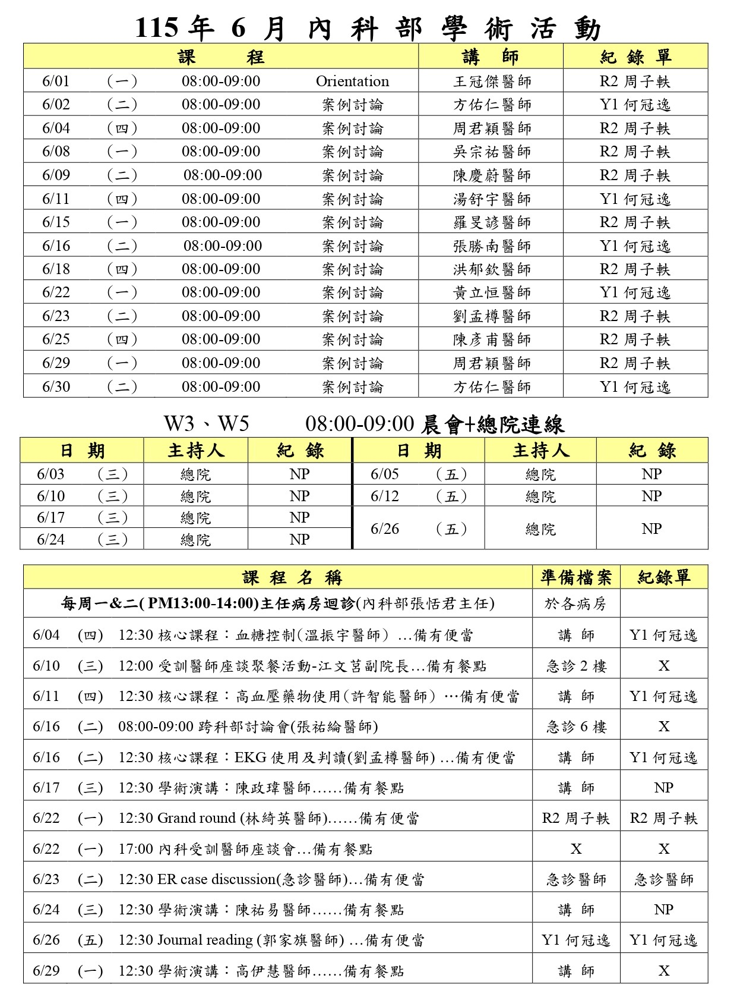 115 年 6 月 內 科 部 學 術 活 動
課 程 講 師 紀 錄 單
6/01 （一） 08:00-09:00 Orientation 王冠傑醫師 R2 周子軼
6/02 （二） 08:00-09:00 案例討論 方佑仁醫師 Y1 何冠逸
6/04 （四） 08:00-09:00 案例討論 周君穎醫師 R2 周子軼
6/08 （一） 08:00-09:00 案例討論 吳宗祐醫師 R2 周子軼
6/09 （二） 08:00-09:00 案例討論 陳慶蔚醫師 R2 周子軼
6/11 （四） 08:00-09:00 案例討論 湯舒宇醫師 Y1 何冠逸
6/15 （一） 08:00-09:00 案例討論 羅旻諺醫師 R2 周子軼
6/16 （二） 08:00-09:00 案例討論 張勝南醫師 Y1 何冠逸
6/18 （四） 08:00-09:00 案例討論 洪郁欽醫師 R2 周子軼
6/22 （一） 08:00-09:00 案例討論 黃立恒醫師 Y1 何冠逸
6/23 （二） 08:00-09:00 案例討論 劉孟樽醫師 R2 周子軼
6/25 （四） 08:00-09:00 案例討論 陳彥甫醫師 R2 周子軼
6/29 （一） 08:00-09:00 案例討論 周君穎醫師 R2 周子軼
6/30 （二） 08:00-09:00 案例討論 方佑仁醫師 Y1 何冠逸
W3、W5 08:00-09:00 晨會+總院連線
日 期 主持人 紀 錄 日 期 主持人 紀 錄
6/03 （三） 總院 NP 6/05 （五） 總院 NP
6/10 （三） 總院 NP 6/12 （五） 總院 NP
6/17 （三） 總院 NP
6/26 （五） 總院 NP
6/24 （三） 總院 NP
課 程 名 稱 準備檔案 紀錄單
每周一&二( PM13:00-14:00)主任病房迴診(內科部張恬君主任) 於各病房
6/04 (四) 12:30 核心課程：血糖控制(溫振宇醫師）…備有便當 講 師 Y1 何冠逸
6/10 (三) 12:00 受訓醫師座談聚餐活動-江文莒副院長…備有餐點 急診 2 樓 X
6/11 (四) 12:30 核心課程：高血壓藥物使用(許智能醫師）…備有便當 講 師 Y1 何冠逸
6/16 (二) 08:00-09:00 跨科部討論會(張祐綸醫師) 急診 6 樓 X
6/16 (二) 12:30 核心課程：EKG 使用及判讀(劉孟樽醫師) …備有便當 講 師 Y1 何冠逸
6/17 (三) 12:30 學術演講：陳政瑋醫師……備有餐點 講 師 NP
6/22 (一) 12:30 Grand round (林綺英醫師)……備有便當 R2 周子軼 R2 周子軼
6/22 (一) 17:00 內科受訓醫師座談會…備有餐點 X X
6/23 (二) 12:30 ER case discussion(急診醫師)…備有便當 急診醫師 急診醫師
6/24 (三) 12:30 學術演講：陳祐易醫師……備有餐點 講 師 NP
6/26 (五) 12:30 Journal reading (郭家旗醫師) …備有便當 Y1 何冠逸 Y1 何冠逸
6/29 (一) 12:30 學術演講：高伊慧醫師……備有餐點 講 師 X